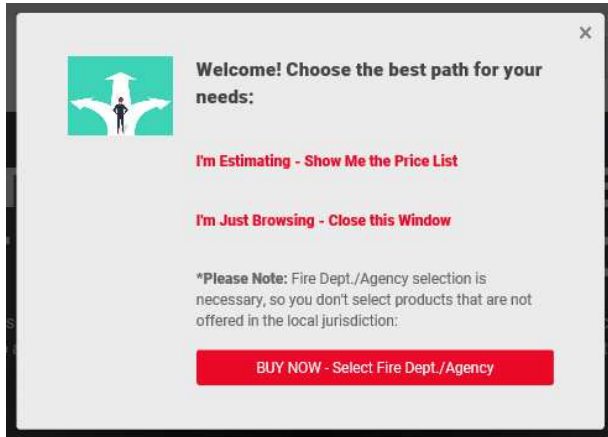 ×
Welcome! Choose the best path for your
needs:
I'm Estimating - Show Me the Price List
I'm Just Browsing - Close this Window
*Please Note: Fire Dept./Agency selection is
necessary, so you don't select products that are not
offered in the local jurisdiction:
BUY NOW - Select Fire Dept./Agency